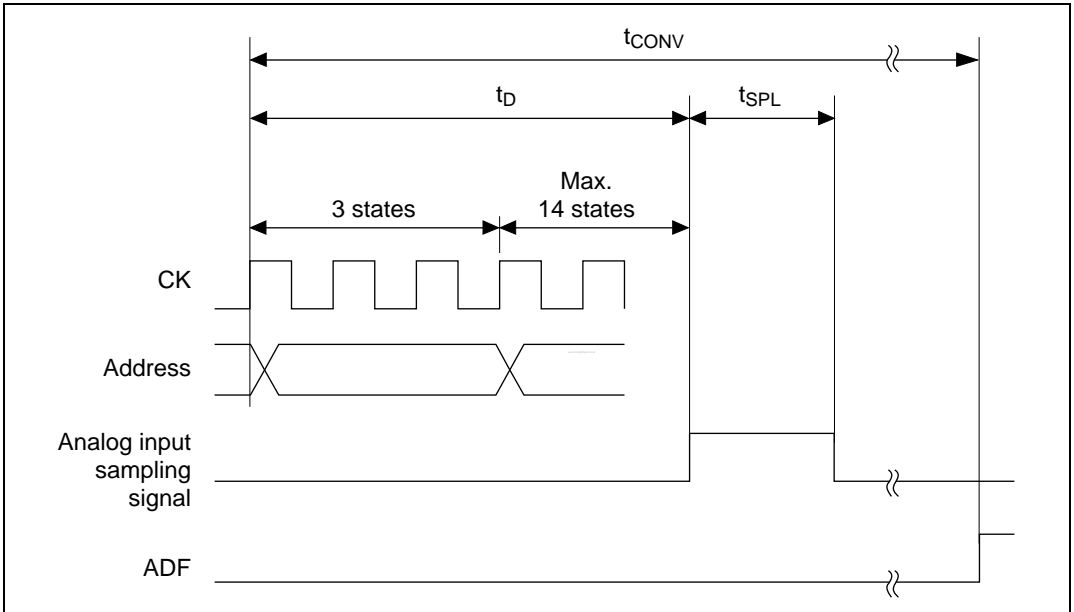 tCONV
tD
tSPL
Max.
3 states
14 states
CK
Address
Analog input
sampling
signal
ADF